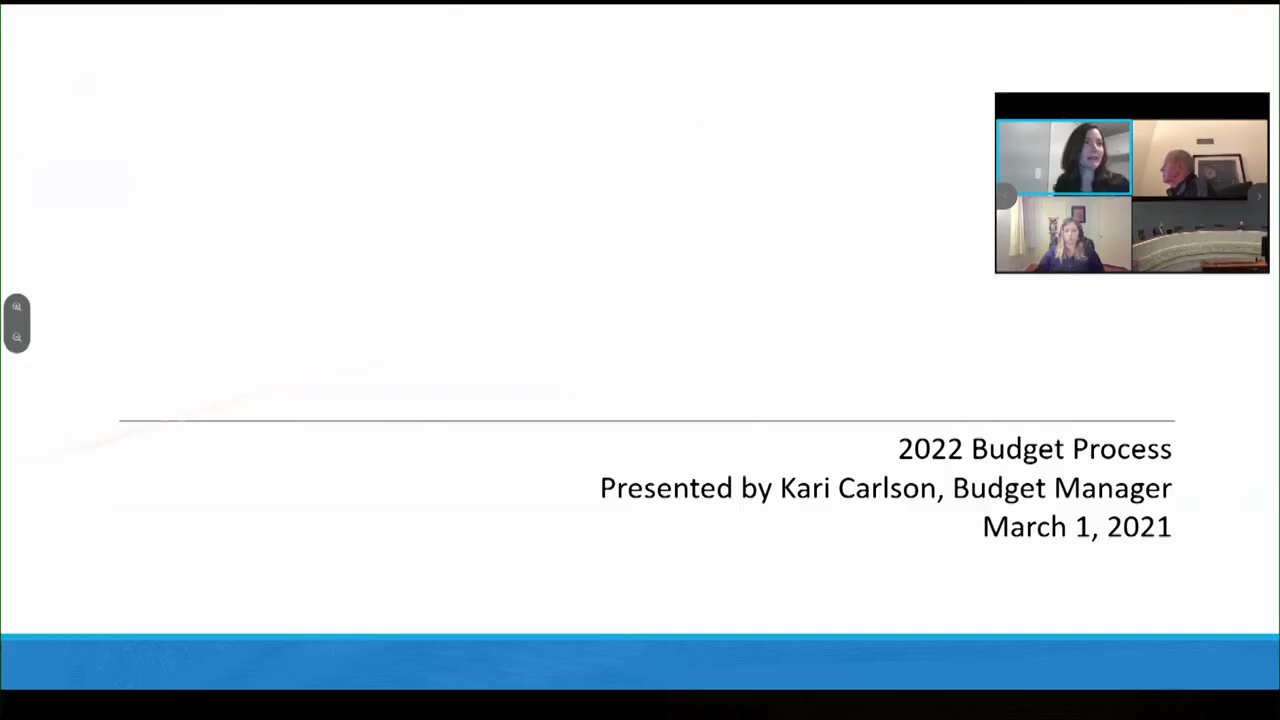 2022 Budget Process
Presented by Kari Carlson, Budget Manager
March 1, 2021